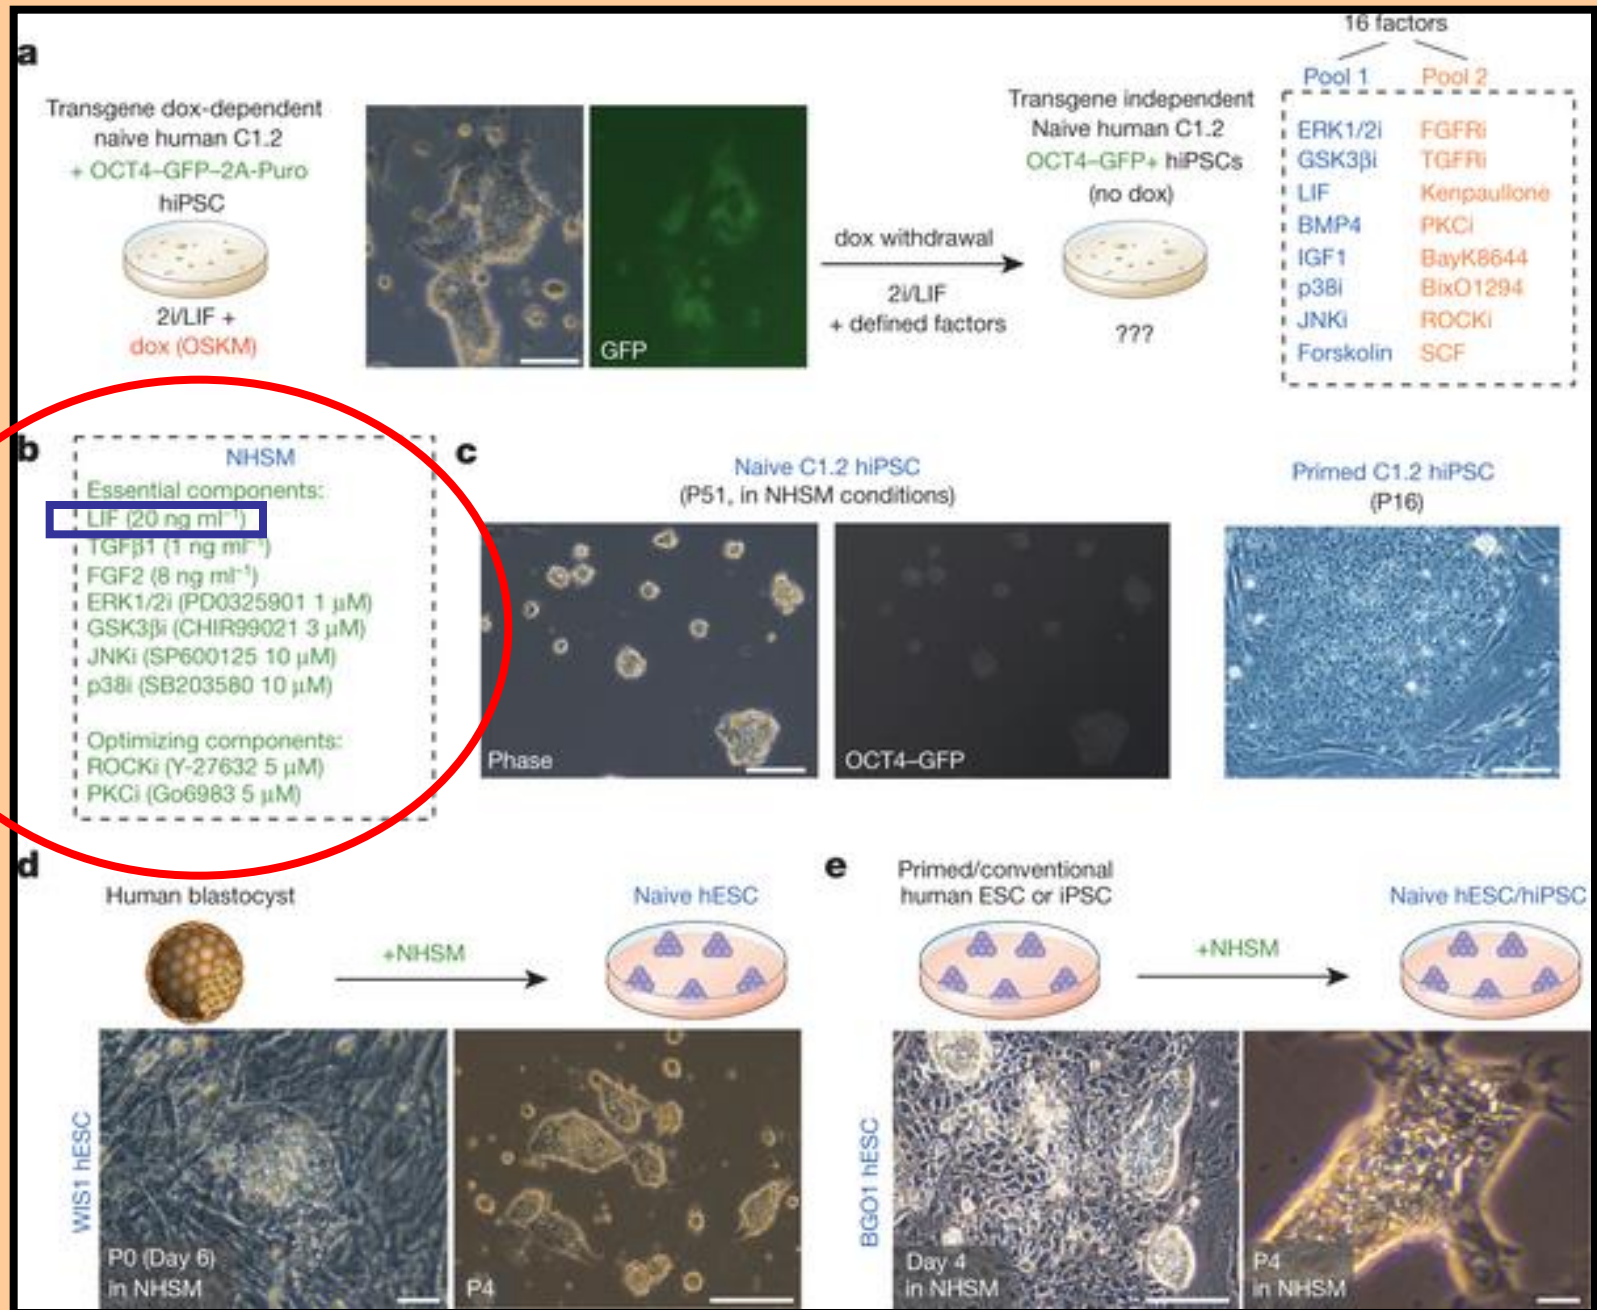 a
Transgene dox-dependent
naive human C1.2
+ OCT4–GFP–2A-Puro
hiPSC
2i/LIF +
dox (OSKM)
GFP
dox withdrawal
2i/LIF
+ defined factors
Transgene independent
Naive human C1.2
OCT4–GFP+ hiPSCs
(no dox)
???
16 factors
Pool 1 Pool 2
ERK1/2i FGFRi
GSK3βi TGFRi
LIF Kenpaullone
BMP4 PKCi
IGF1 BayK8644
p38i BixO1294
JNKi ROCKi
Forskolin SCF
b
NHSM
Essential components:
LIF (20 ng ml⁻¹)
TGFβ1 (1 ng ml⁻¹)
FGF2 (8 ng ml⁻¹)
ERK1/2i (PD0325901 1 μM)
GSK3βi (CHIR99021 3 μM)
JNKi (SP600125 10 μM)
p38i (SB203580 10 μM)
Optimizing components:
ROCKi (Y-27632 5 μM)
PKCi (Go6983 5 μM)
c
Naive C1.2 hiPSC
(P51, in NHSM conditions)
Phase
OCT4–GFP
Primed C1.2 hiPSC
(P16)
d
Human blastocyst
+NHSM
Naive hESC
WIS1 hESC
P0 (Day 6)
in NHSM
P4
e
Primed/conventional
human ESC or iPSC
+NHSM
Naive hESC/hiPSC
BGO1 hESC
Day 4
in NHSM
P4
in NHSM